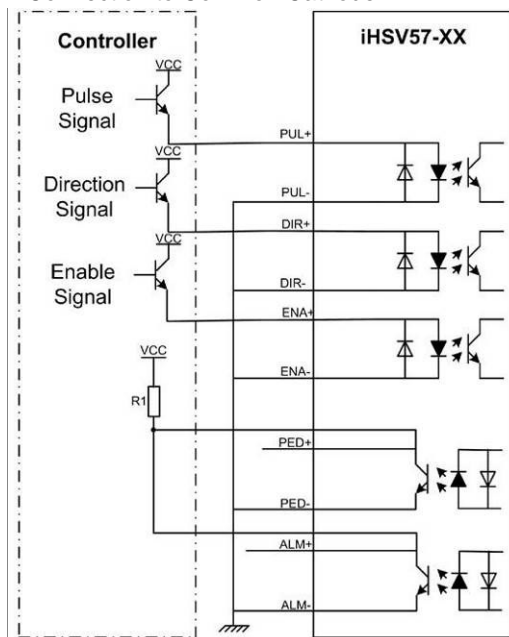 Controller
iHSV57-XX
VCC
Pulse
Signal
PUL+
VCC
PUL-
Direction
Signal
DIR+
VCC
DIR-
Enable
Signal
ENA+
VCC
ENA-
R1
PED+
PED-
ALM+
ALM-